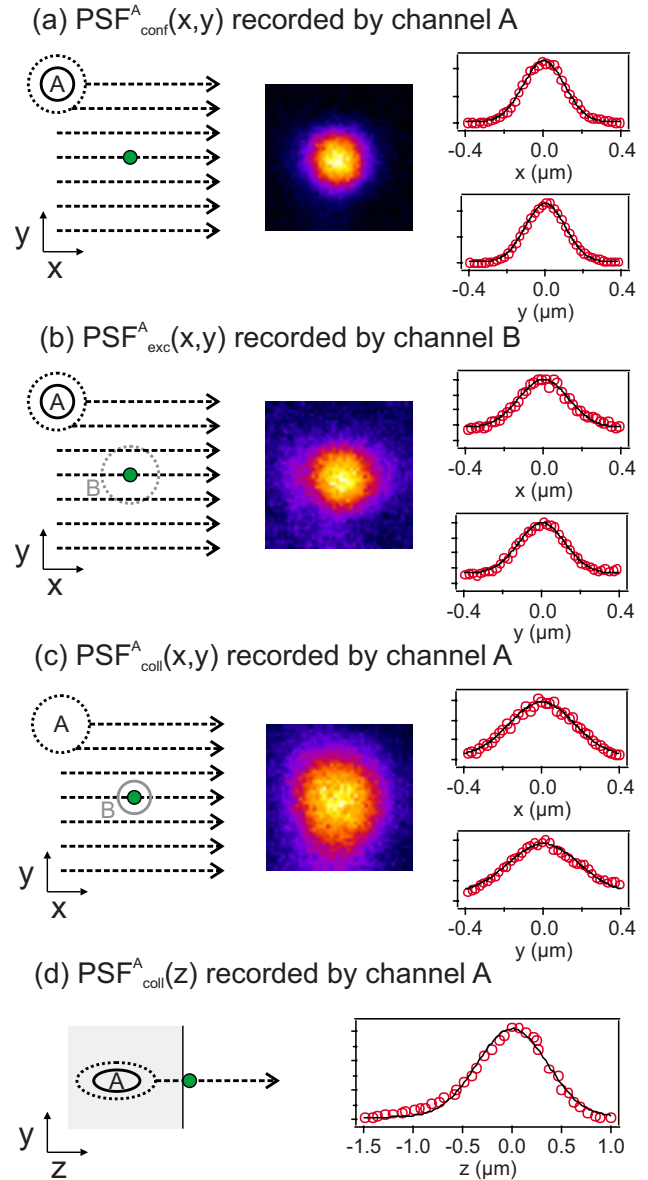 (a) PSF^A_conf(x,y) recorded by channel A
A
y
x
-0.4 0.0 0.4
x (μm)
-0.4 0.0 0.4
y (μm)
(b) PSF^A_exc(x,y) recorded by channel B
A
B
y
x
-0.4 0.0 0.4
x (μm)
-0.4 0.0 0.4
y (μm)
(c) PSF^A_coll(x,y) recorded by channel A
A
B
y
x
-0.4 0.0 0.4
x (μm)
-0.4 0.0 0.4
y (μm)
(d) PSF^A_coll(z) recorded by channel A
A
y
z
-1.5 -1.0 -0.5 0.0 0.5 1.0
z (μm)